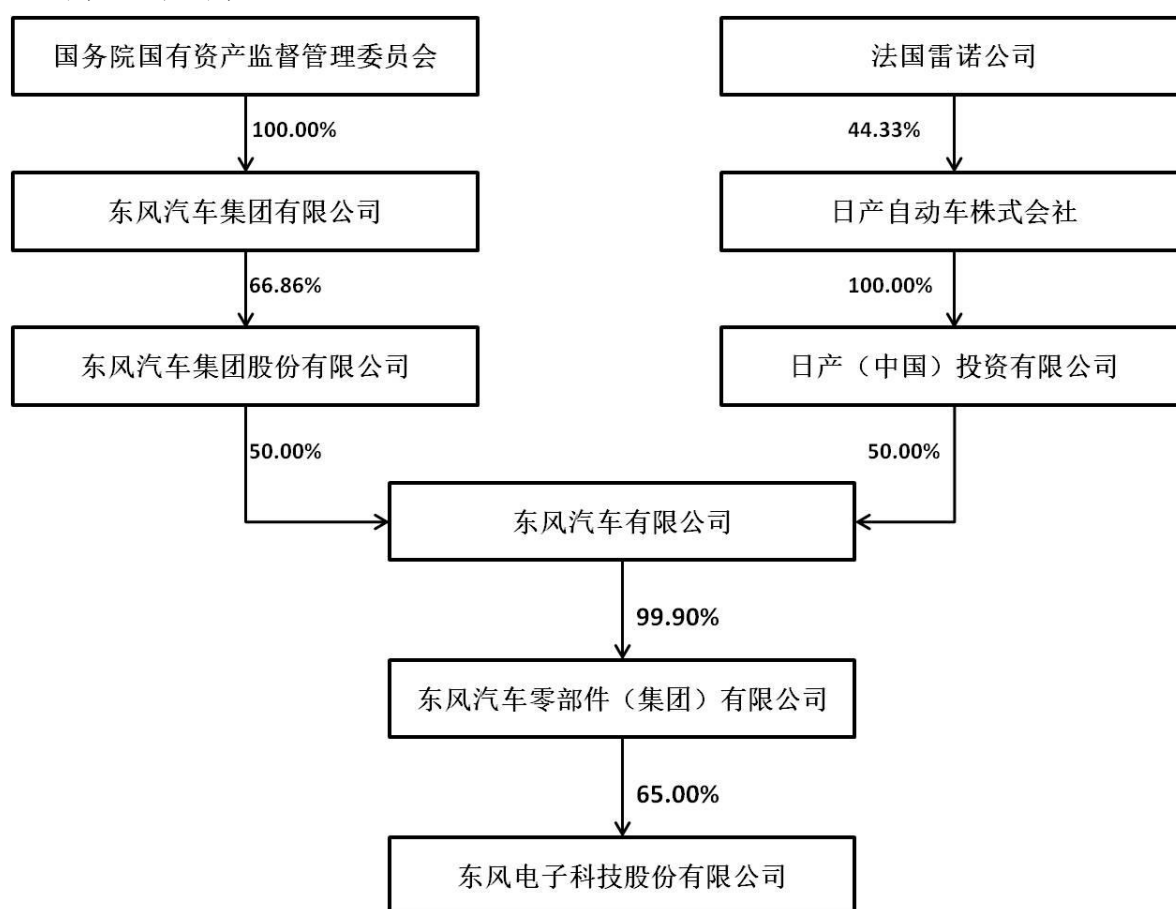 国务院国有资产监督管理委员会
法国雷诺公司
100.00%
44.33%
东风汽车集团有限公司
日产自动车株式会社
66.86%
100.00%
东风汽车集团股份有限公司
日产（中国）投资有限公司
50.00%
50.00%
东风汽车有限公司
99.90%
东风汽车零部件（集团）有限公司
65.00%
东风电子科技股份有限公司